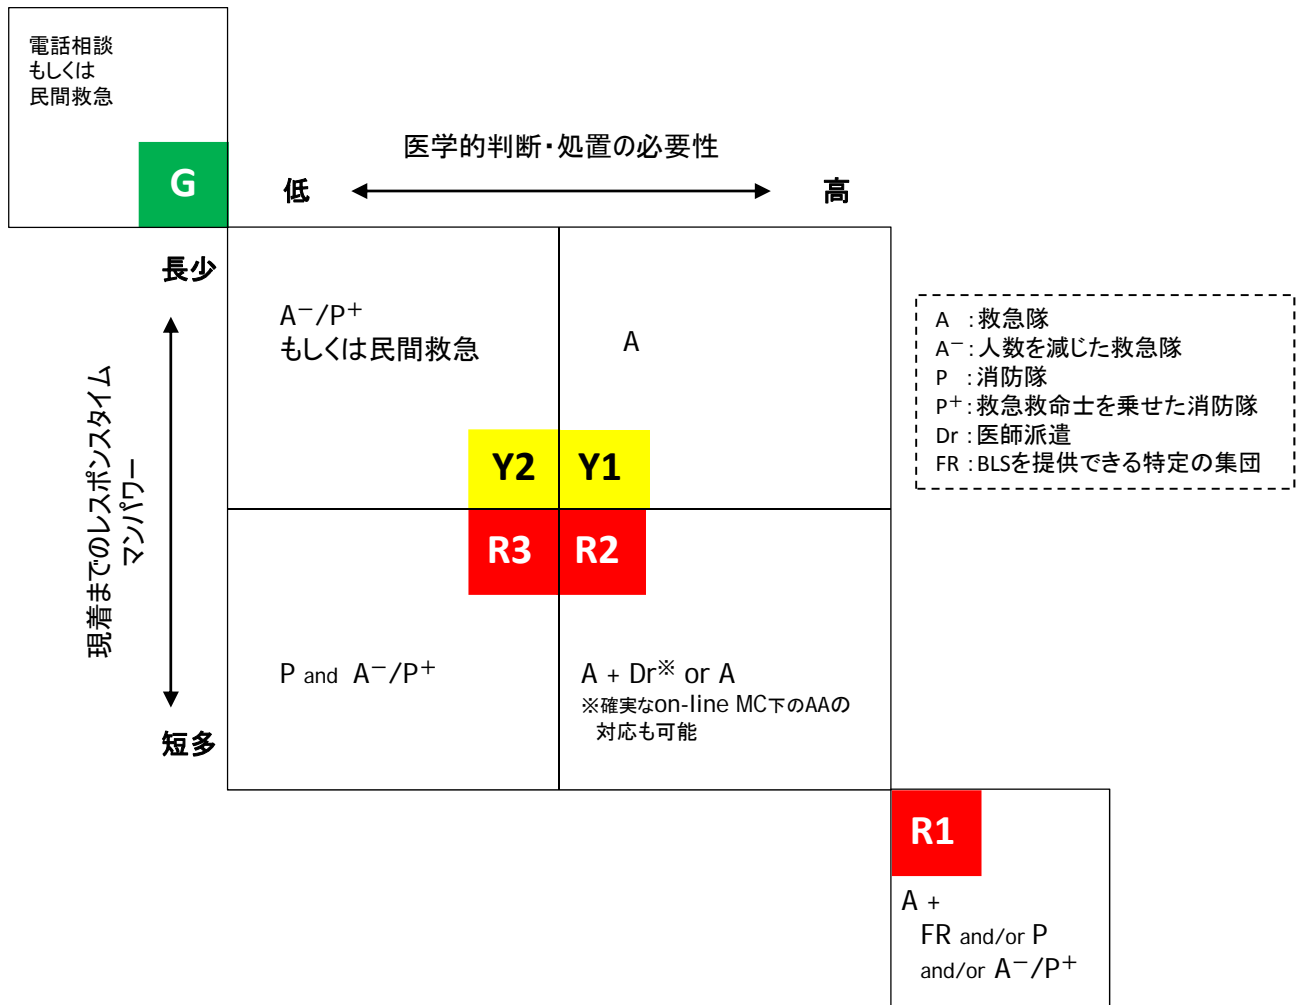 電話相談
もしくは
民間救急
G
医学的判断・処置の必要性
低
高
長少
現着までのレスポンスタイム
マンパワー
短多
A−/P+
もしくは民間救急
A
Y2
Y1
R3
R2
P and A−/P+
A + Dr※ or A
※確実なon-line MC下のAAの
対応も可能
R1
A +
FR and/or P
and/or A−/P+
A :救急隊
A−:人数を減じた救急隊
P :消防隊
P+:救急救命士を乗せた消防隊
Dr:医師派遣
FR:BLSを提供できる特定の集団